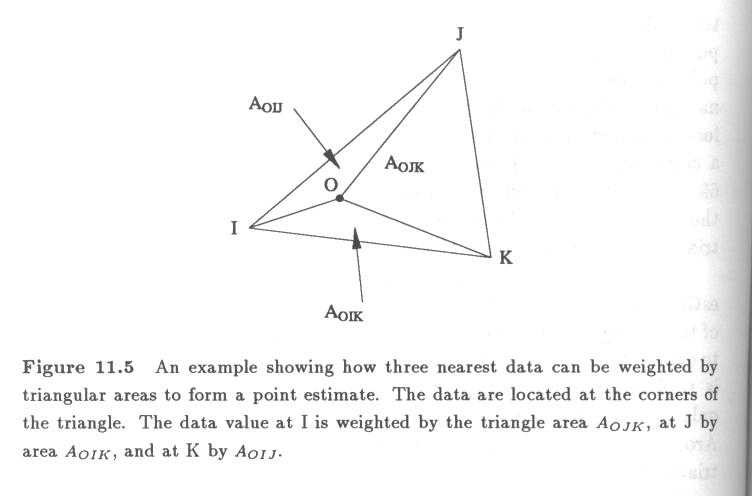 J
A_OIJ
A_OJK
O
I
K
A_OIK
Figure 11.5 An example showing how three nearest data can be weighted by
triangular areas to form a point estimate. The data are located at the corners of
the triangle. The data value at I is weighted by the triangle area A_OJK, at J by
area A_OIK, and at K by A_OIJ.